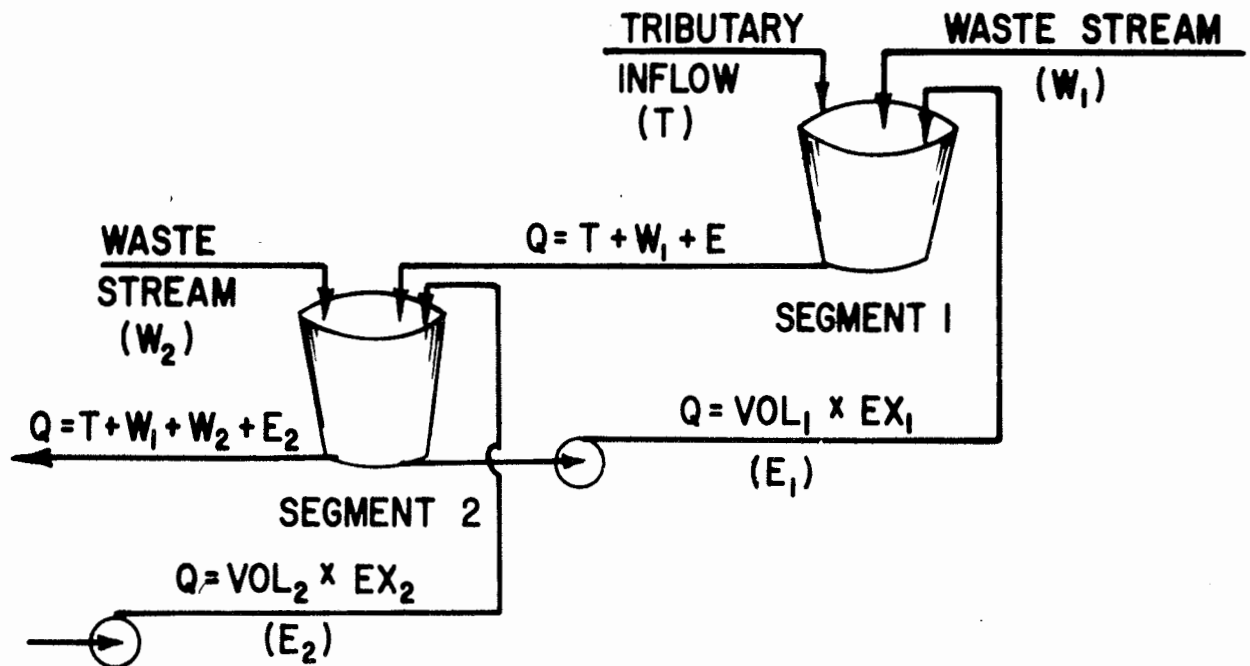 TRIBUTARY
INFLOW
(T)
WASTE STREAM
(W₁)
Q = T + W₁ + E
WASTE
STREAM
(W₂)
SEGMENT 1
Q = T + W₁ + W₂ + E₂
Q = VOL₁ x EX₁
(E₁)
SEGMENT 2
Q = VOL₂ x EX₂
(E₂)